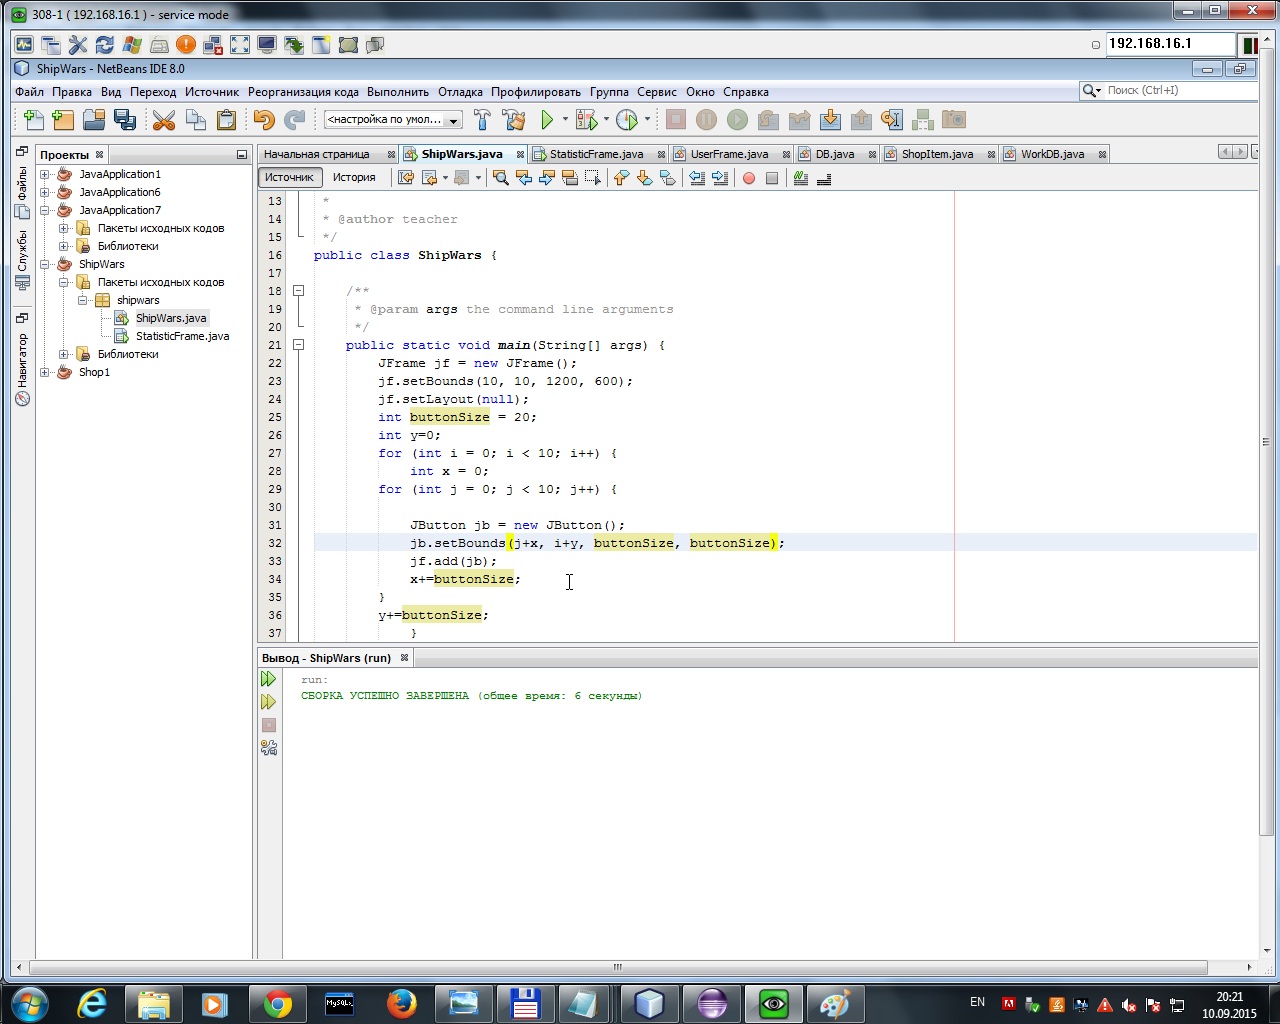 308-1 ( 192.168.16.1 ) - service mode
192.168.16.1
ShipWars - NetBeans IDE 8.0
Файл Правка Вид Переход Источник Реорганизация кода Выполнить Отладка Профилировать Группа Сервис Окно Справка
Поиск (Ctrl+I)
<настройка по умол...
Проекты
Начальная страница ShipWars.java StatisticFrame.java UserFrame.java DB.java ShopItem.java WorkDB.java
Источник История
Файлы
Службы
Навигатор
JavaApplication1
JavaApplication6
JavaApplication7
Пакеты исходных кодов
Библиотеки
ShipWars
Пакеты исходных кодов
shipwars
ShipWars.java
StatisticFrame.java
Библиотеки
Shop1
13 *
14 * @author teacher
15 */
16 public class ShipWars {
17
18 /**
19 * @param args the command line arguments
20 */
21 public static void main(String[] args) {
22 JFrame jf = new JFrame();
23 jf.setBounds(10, 10, 1200, 600);
24 jf.setLayout(null);
25 int buttonSize = 20;
26 int y=0;
27 for (int i = 0; i < 10; i++) {
28 int x = 0;
29 for (int j = 0; j < 10; j++) {
30
31 JButton jb = new JButton();
32 jb.setBounds(j+x, i+y, buttonSize, buttonSize);
33 jf.add(jb);
34 x+=buttonSize;
35 }
36 y+=buttonSize;
37 }
Вывод - ShipWars (run)
run:
СБОРКА УСПЕШНО ЗАВЕРШЕНА (общее время: 6 секунды)
MySQL
EN
20:21
10.09.2015